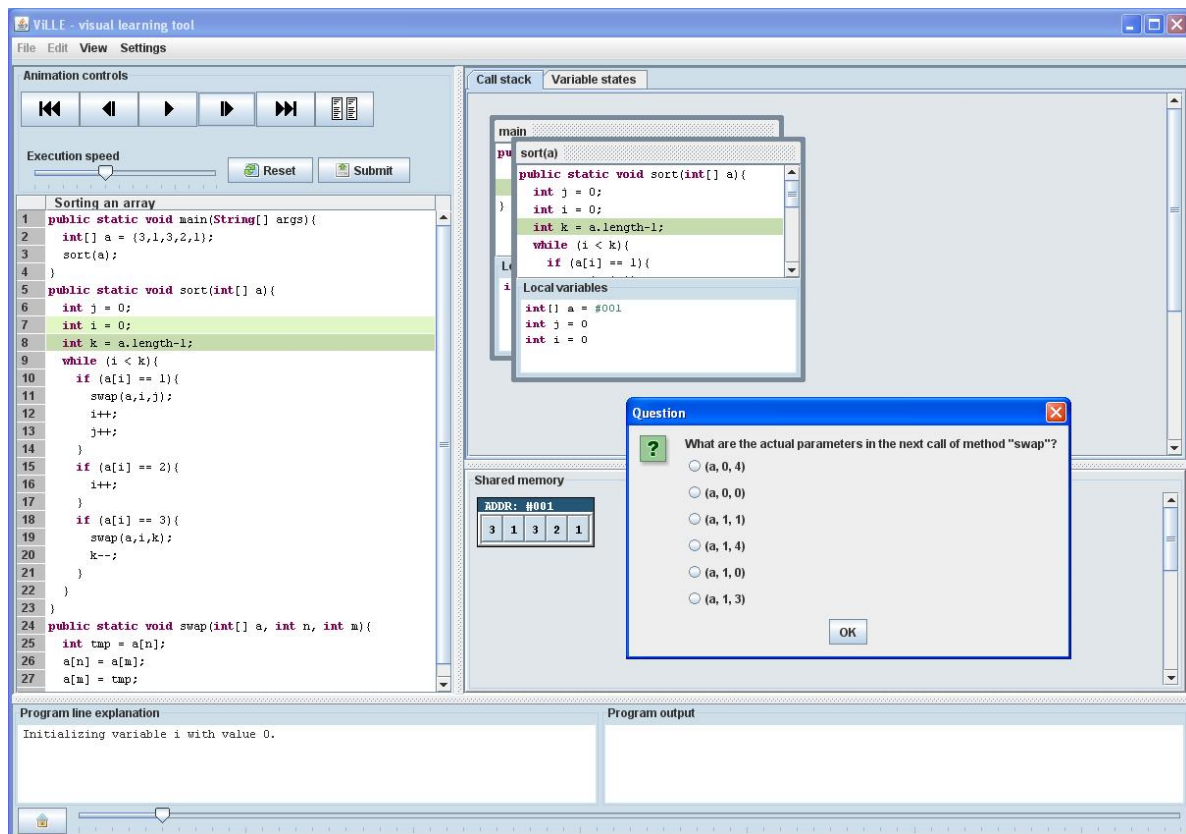 ViLLE - visual learning tool
File Edit View Settings
Animation controls
Execution speed
Reset
Submit
Sorting an array
1 public static void main(String[] args){
2 int[] a = {3,1,3,2,1};
3 sort(a);
4 }
5 public static void sort(int[] a){
6 int j = 0;
7 int i = 0;
8 int k = a.length-1;
9 while (i < k){
10 if (a[i] == 1){
11 swap(a,i,j);
12 i++;
13 j++;
14 }
15 if (a[i] == 2){
16 i++;
17 }
18 if (a[i] == 3){
19 swap(a,i,k);
20 k--;
21 }
22 }
23 }
24 public static void swap(int[] a, int n, int m){
25 int tmp = a[n];
26 a[n] = a[m];
27 a[m] = tmp;
Call stack
Variable states
main
pu
}
Lo
i
sort(a)
public static void sort(int[] a){
int j = 0;
int i = 0;
int k = a.length-1;
while (i < k){
if (a[i] == 1){
Local variables
int[] a = #001
int j = 0
int i = 0
Shared memory
ADDR: #001
3 1 3 2 1
Question
? What are the actual parameters in the next call of method "swap"?
(a, 0, 4)
(a, 0, 0)
(a, 1, 1)
(a, 1, 4)
(a, 1, 0)
(a, 1, 3)
OK
Program line explanation
Initializing variable i with value 0.
Program output